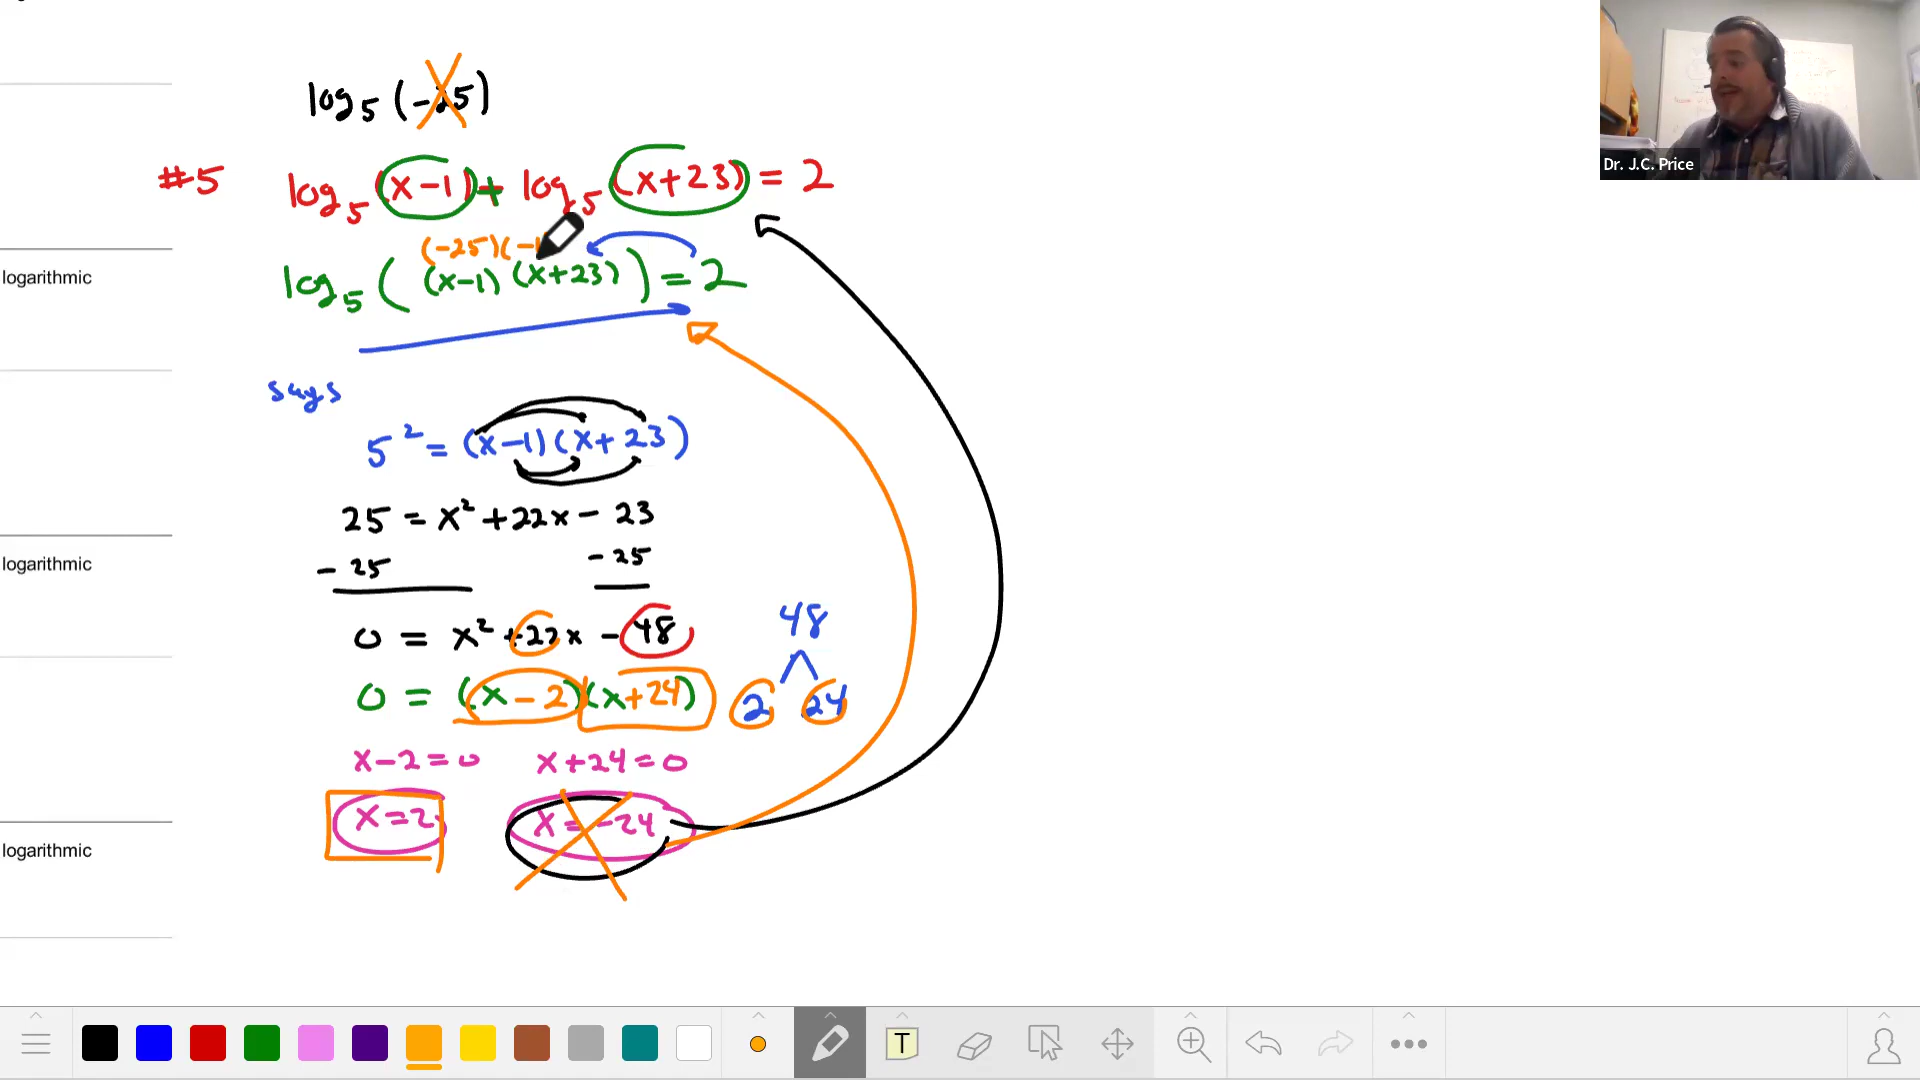 log₅(-25)
#5 log₅(x-1) + log₅(x+23) = 2
(-25)(-1
log₅((x-1)(x+23)) = 2
says
5² = (x-1)(x+23)
25 = x² + 22x - 23
- 25 - 25
0 = x² + 22x - 48
48
0 = (x-2)(x+24)
2 24
x-2=0 x+24=0
x=2 x=-24
logarithmic
logarithmic
logarithmic
Dr. J.C. Price
T